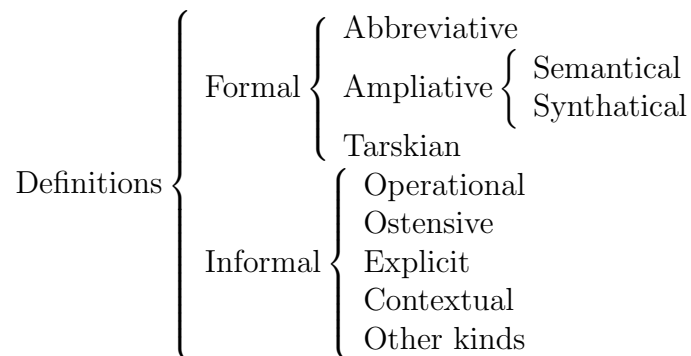 Definitions
Formal
Abbreviative
Ampliative
Semantical
Synthatical
Tarskian
Informal
Operational
Ostensive
Explicit
Contextual
Other kinds